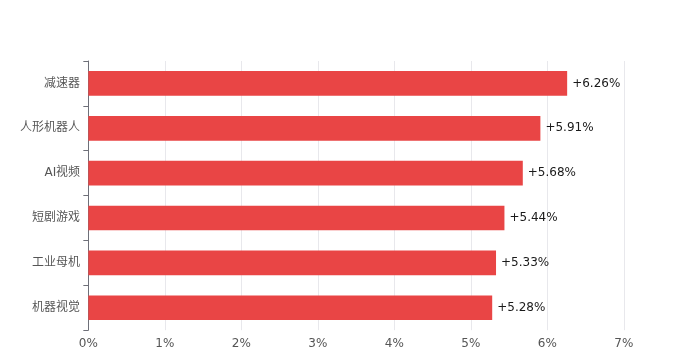 减速器 +6.26%
人形机器人 +5.91%
AI视频 +5.68%
短剧游戏 +5.44%
工业母机 +5.33%
机器视觉 +5.28%
0% 1% 2% 3% 4% 5% 6% 7%